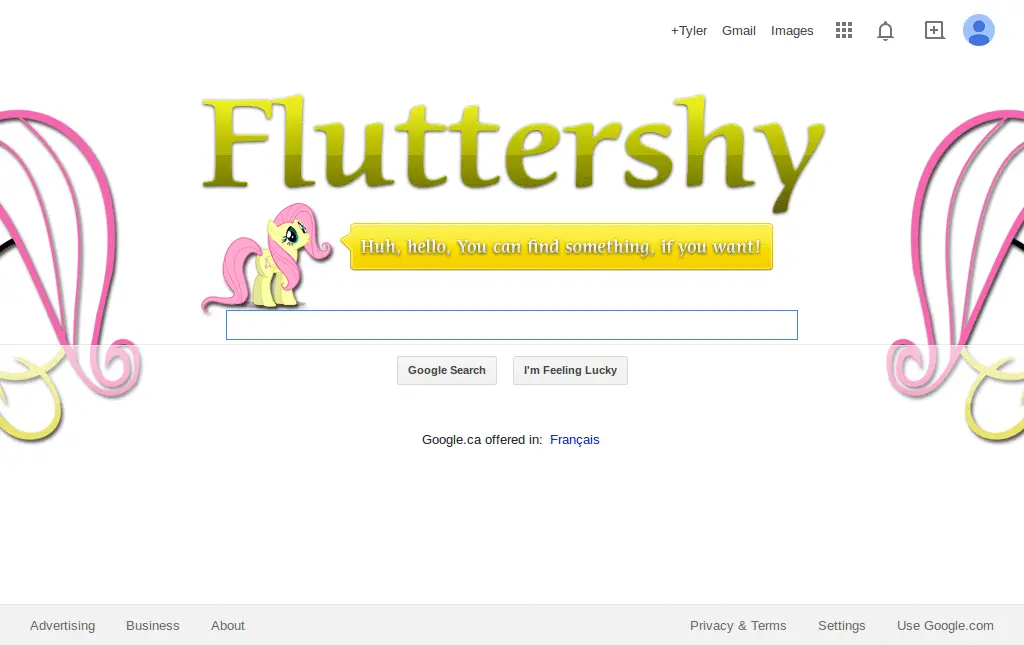 +Tyler Gmail Images
Fluttershy
Huh, hello, You can find something, if you want!
Google Search I'm Feeling Lucky
Google.ca offered in: Français
Advertising Business About Privacy & Terms Settings Use Google.com